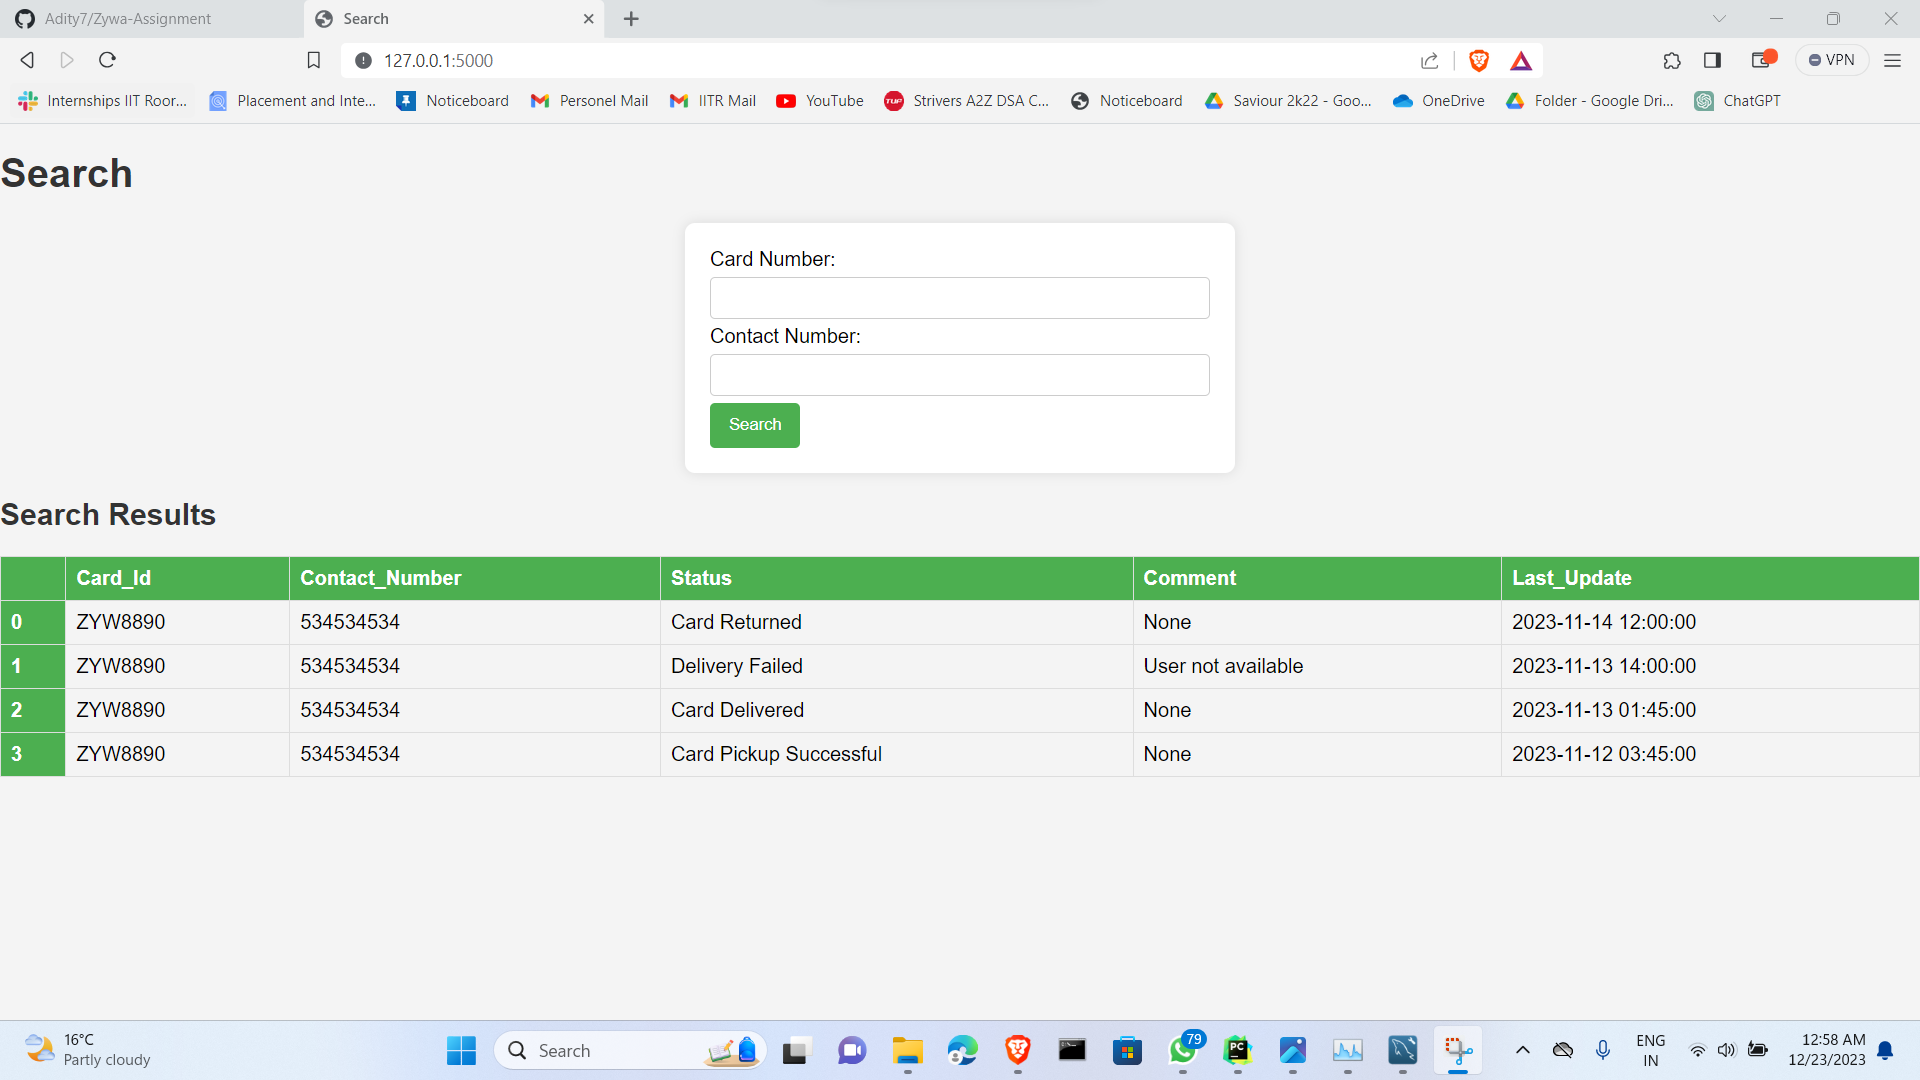 Adity7/Zywa-Assignment
Search
127.0.0.1:5000
VPN
Internships IIT Roor...
Placement and Inte...
Noticeboard
Personel Mail
IITR Mail
YouTube
TUF
Strivers A2Z DSA C...
Noticeboard
Saviour 2k22 - Goo...
OneDrive
Folder - Google Dri...
ChatGPT
Search
Card Number:
Contact Number:
Search
Search Results
Card_Id Contact_Number Status Comment Last_Update
0 ZYW8890 534534534 Card Returned None 2023-11-14 12:00:00
1 ZYW8890 534534534 Delivery Failed User not available 2023-11-13 14:00:00
2 ZYW8890 534534534 Card Delivered None 2023-11-13 01:45:00
3 ZYW8890 534534534 Card Pickup Successful None 2023-11-12 03:45:00
16°C
Partly cloudy
Search
79
PC
ENG
IN
12:58 AM
12/23/2023